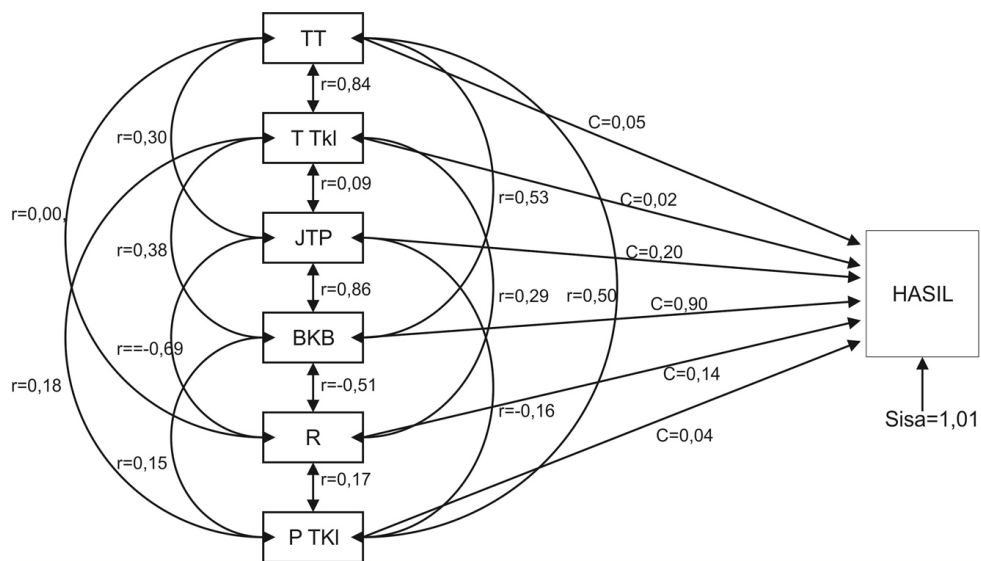 TT
r=0,84
C=0,05
r=0,30
T Tkl
r=0,09
r=0,53
C=0,02
r=0,00,
r=0,38
JTP
C=0,20
r=0,86
r=0,29
r=0,50
C=0,90
HASIL
BKB
r==-0,69
r=0,18
r=-0,51
C=0,14
r=-0,16
Sisa=1,01
R
C=0,04
r=0,15
r=0,17
P TKl